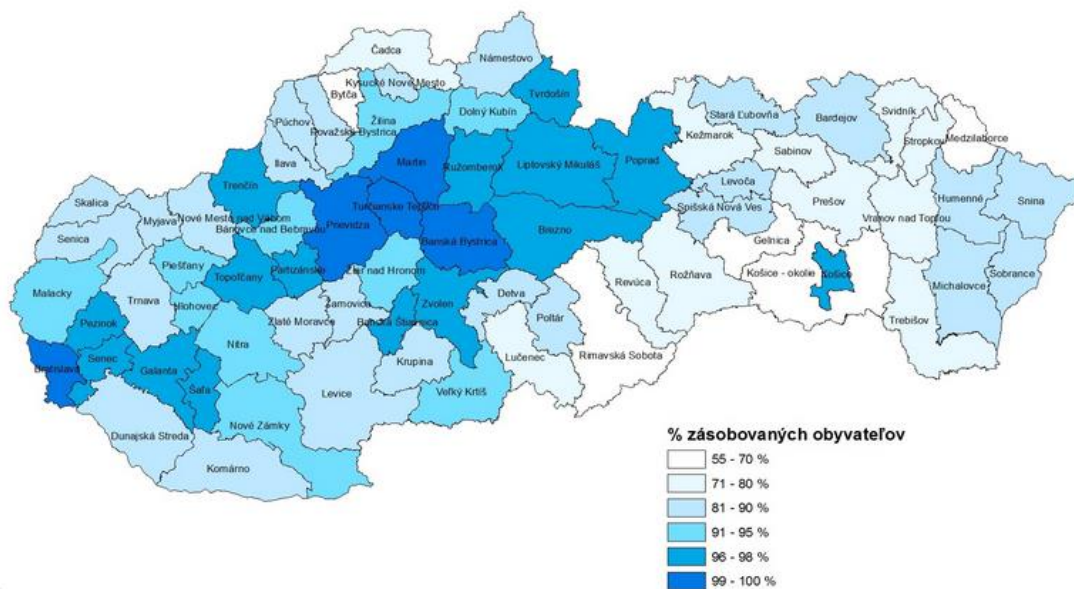 Čadca
Námestovo
Kysucké Nové Mesto
Bytča
Tvrdošín
Dolný Kubín
Žilina
Púchov
Považská Bystrica
Ilava
Martin
Ružomberok
Liptovský Mikuláš
Poprad
Kežmarok
Stará Ľubovňa
Bardejov
Svidník
Stropkov
Medzilaborce
Sabinov
Levoča
Prešov
Spišská Nová Ves
Vranov nad Topľou
Humenné
Snina
Trenčín
Skalica
Myjava
Nové Mesto nad Váhom
Bánovce nad Bebravou
Prievidza
Turčianske Teplice
Banská Bystrica
Brezno
Gelnica
Senica
Piešťany
Topoľčany
Partizánske
Žiar nad Hronom
Revúca
Rožňava
Košice - okolie
Košice
Michalovce
Sobrance
Malacky
Trnava
Hlohovec
Zlaté Moravce
Žarnovica
Zvolen
Detva
Poltár
Banská Štiavnica
Trebišov
Pezinok
Nitra
Krupina
Lučenec
Rimavská Sobota
Bratislava
Senec
Galanta
Šaľa
Levice
Veľký Krtíš
Dunajská Streda
Nové Zámky
Komárno
% zásobovaných obyvateľov
55 - 70 %
71 - 80 %
81 - 90 %
91 - 95 %
96 - 98 %
99 - 100 %